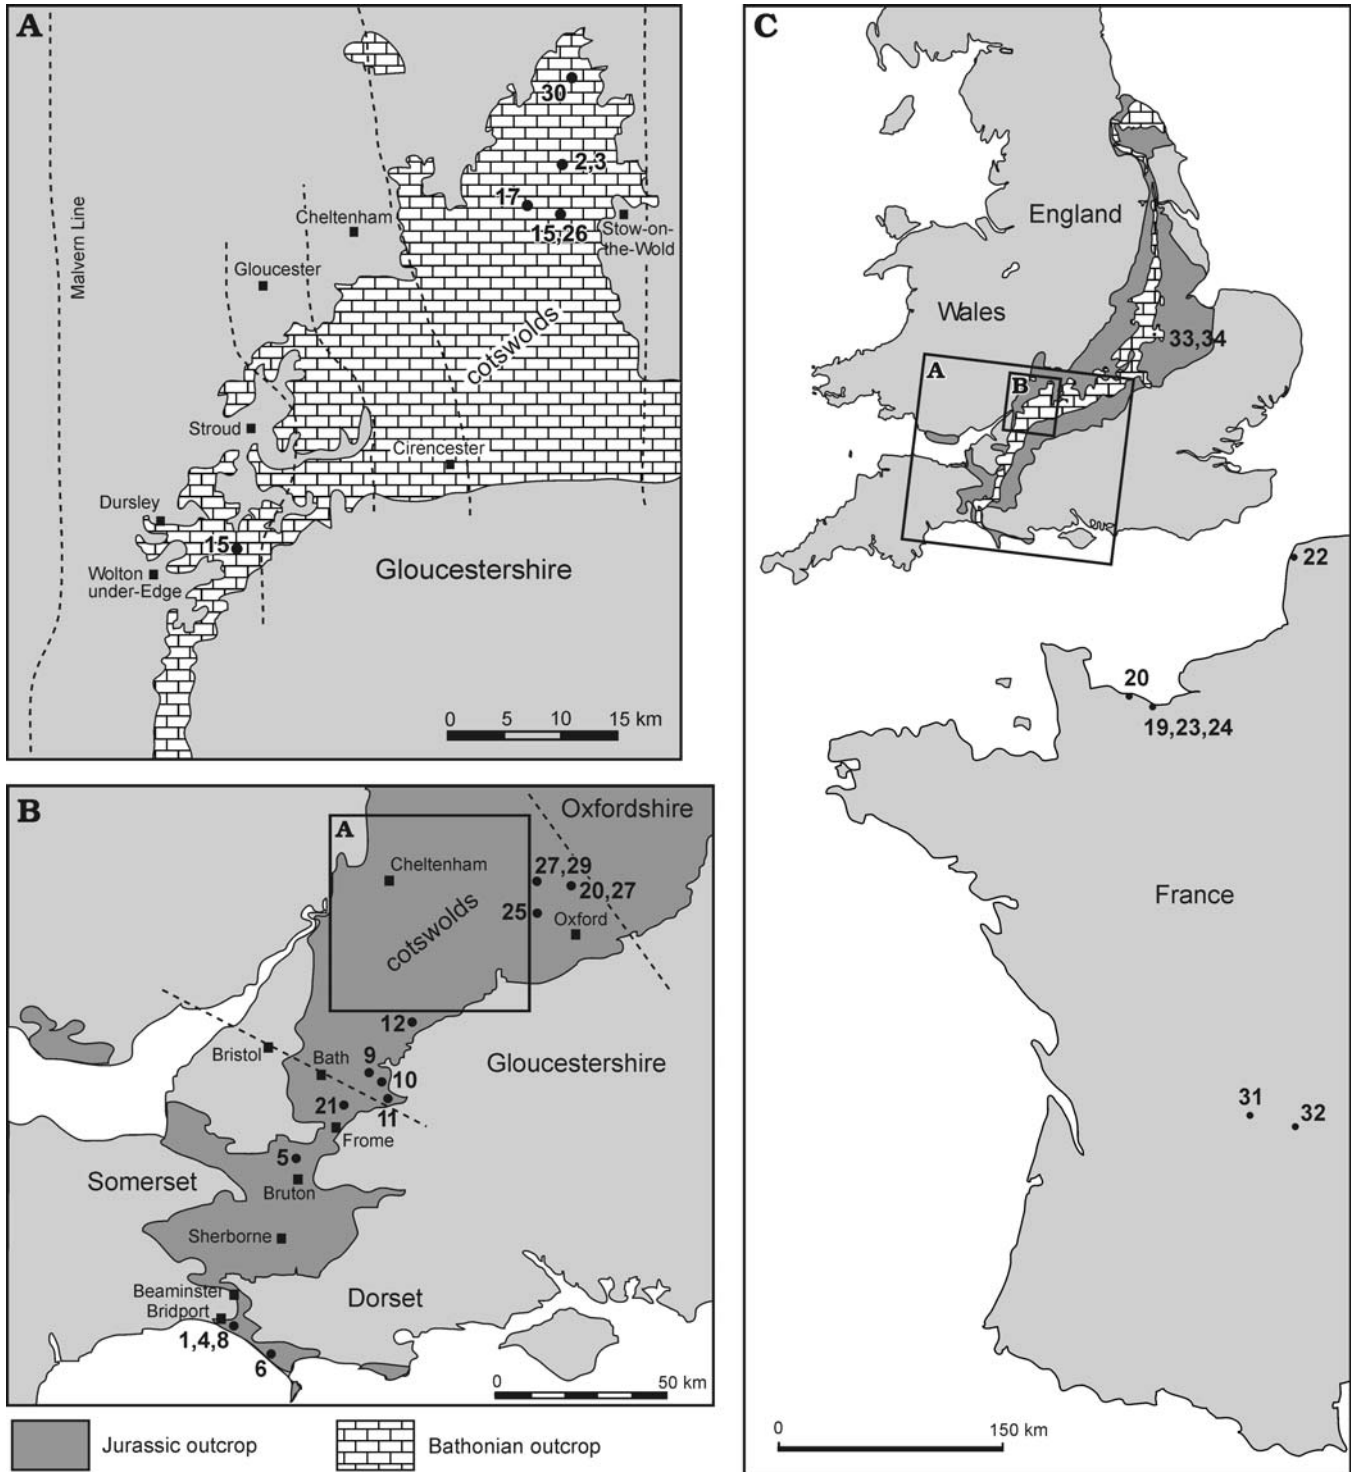 A
30
2,3
17
15,26
Stow-on-
the-Wold
Cheltenham
Gloucester
Malvern Line
cotswolds
Stroud
Cirencester
Dursley
15
Wolton
under-Edge
Gloucestershire
0 5 10 15 km
B
Oxfordshire
A
Cheltenham
27,29
20,27
25
Oxford
cotswolds
12
Bristol
Bath
9
10
Gloucestershire
21
11
Frome
5
Somerset
Bruton
Sherborne
Beaminster
Bridport
Dorset
1,4,8
6
0 50 km
Jurassic outcrop
Bathonian outcrop
C
England
Wales
33,34
A
B
22
20
19,23,24
France
31
32
0 150 km